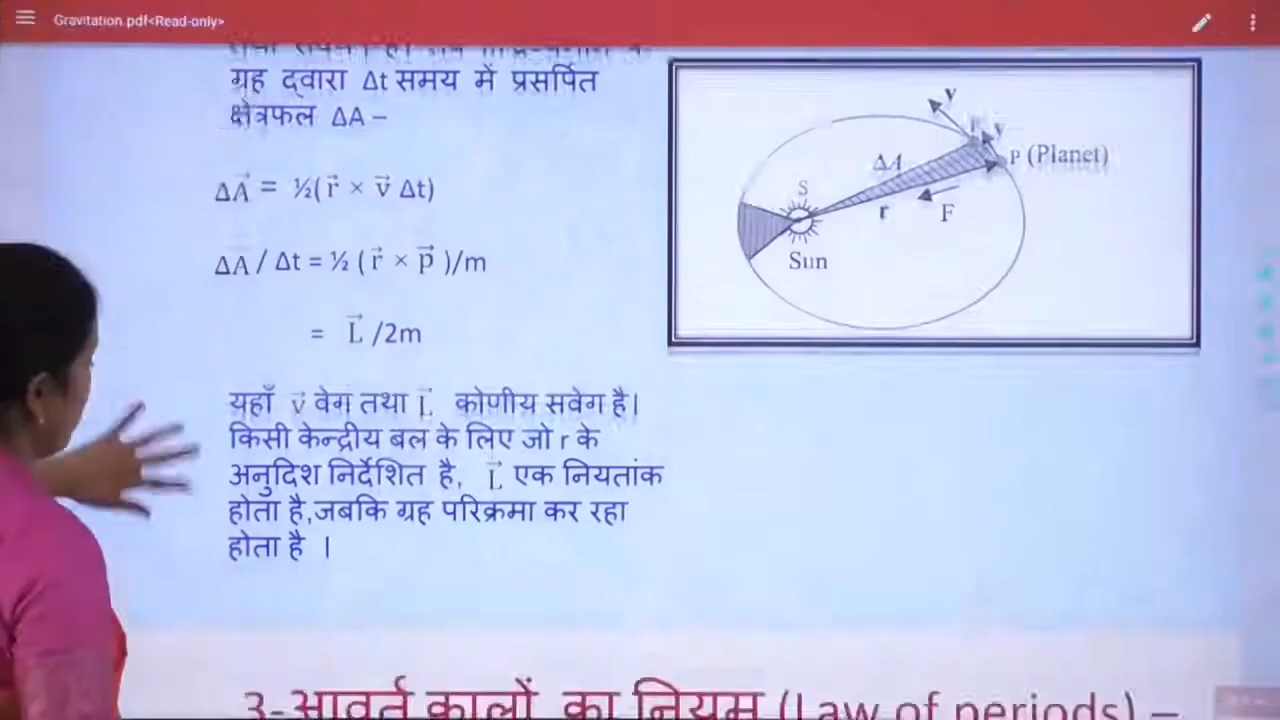 Gravitation.pdf<Read-only>
ग्रह द्वारा Δt समय में प्रसर्पित
क्षेत्रफल ΔA –
ΔA⃗ = ½(r⃗ × v⃗ Δt)
ΔA / Δt = ½ ( r⃗ × p⃗ )/m
= L⃗ /2m
यहाँ v⃗ वेग तथा L⃗ कोणीय सवेग है।
किसी केन्द्रीय बल के लिए जो r के
अनुदिश निर्देशित है, L⃗ एक नियतांक
होता है,जबकि ग्रह परिक्रमा कर रहा
होता है ।
v
v
P (Planet)
ΔA
S
r
F
Sun
3-आवर्त कालों का नियम (Law of periods) –